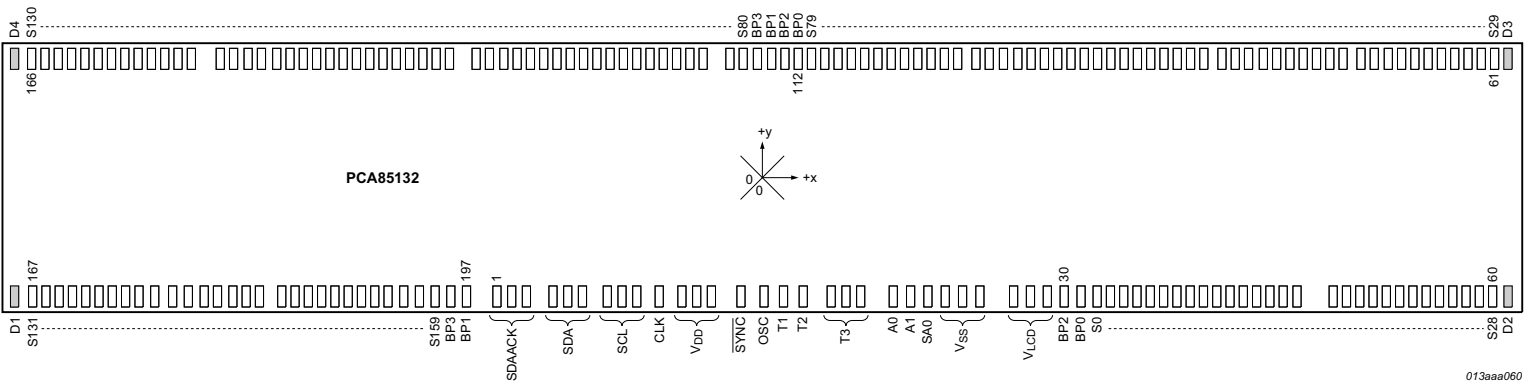 D4
S130
S80
BP3
BP1
BP2
BP0
S79
S29
D3
166
112
61
+y
PCA85132
0
0
+x
167
197
1
30
60
D1
S131
S159
BP3
BP1
SDAACK
SDA
SCL
CLK
VDD
SYNC
OSC
T1
T2
T3
A0
A1
SA0
VSS
VLCD
BP2
BP0
S0
S28
D2
013aaa060